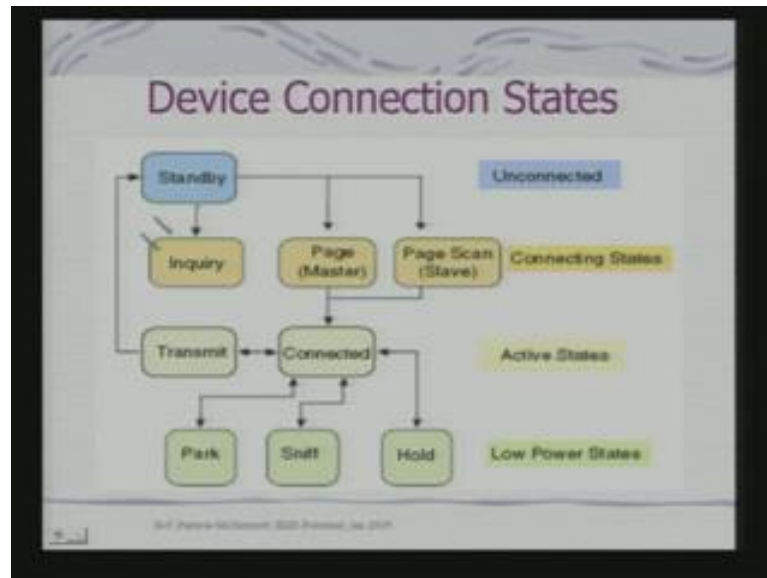 Device Connection States
Standby
Unconnected
Inquiry
Page
(Master)
Page Scan
(Slave)
Connecting States
Transmit
Connected
Active States
Park
Sniff
Hold
Low Power States